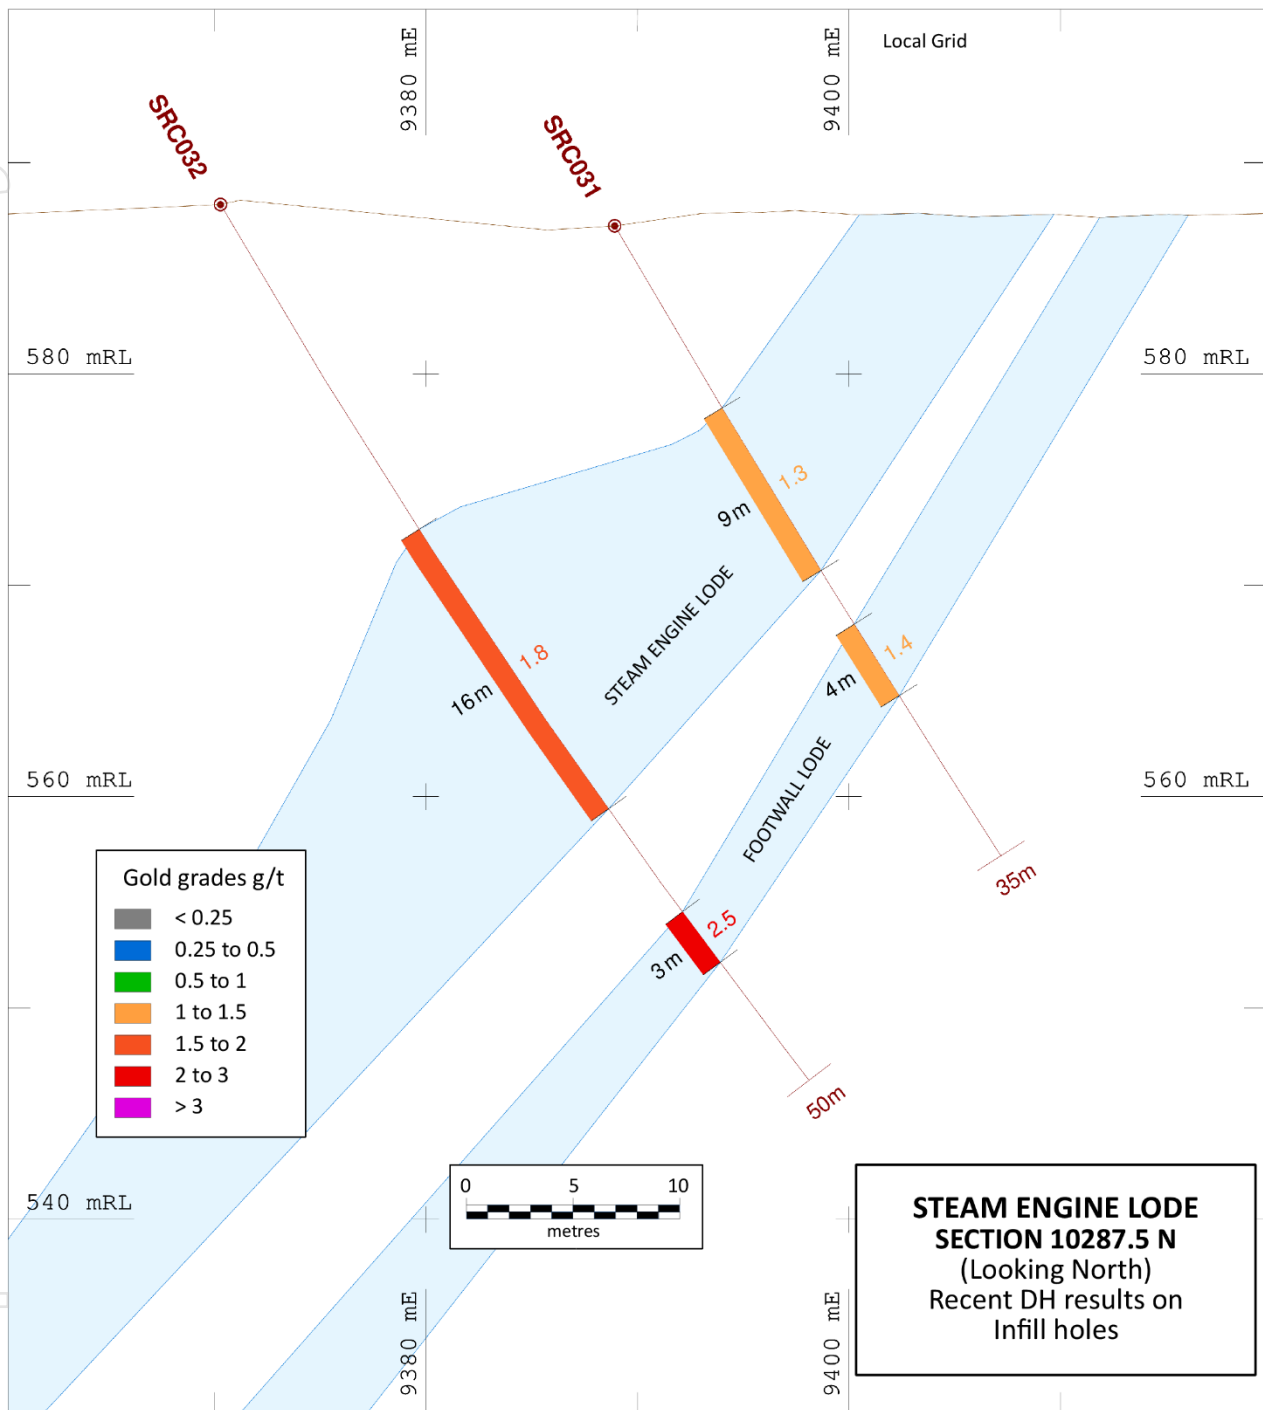 9380 mE
9400 mE
Local Grid
SRC032
SRC031
580 mRL
580 mRL
1.3
9m
STEAM ENGINE LODE
1.8
16m
1.4
4m
FOOTWALL LODE
560 mRL
560 mRL
35m
2.5
3m
50m
Gold grades g/t
< 0.25
0.25 to 0.5
0.5 to 1
1 to 1.5
1.5 to 2
2 to 3
> 3
540 mRL
0 5 10
metres
STEAM ENGINE LODE
SECTION 10287.5 N
(Looking North)
Recent DH results on
Infill holes
9380 mE
9400 mE